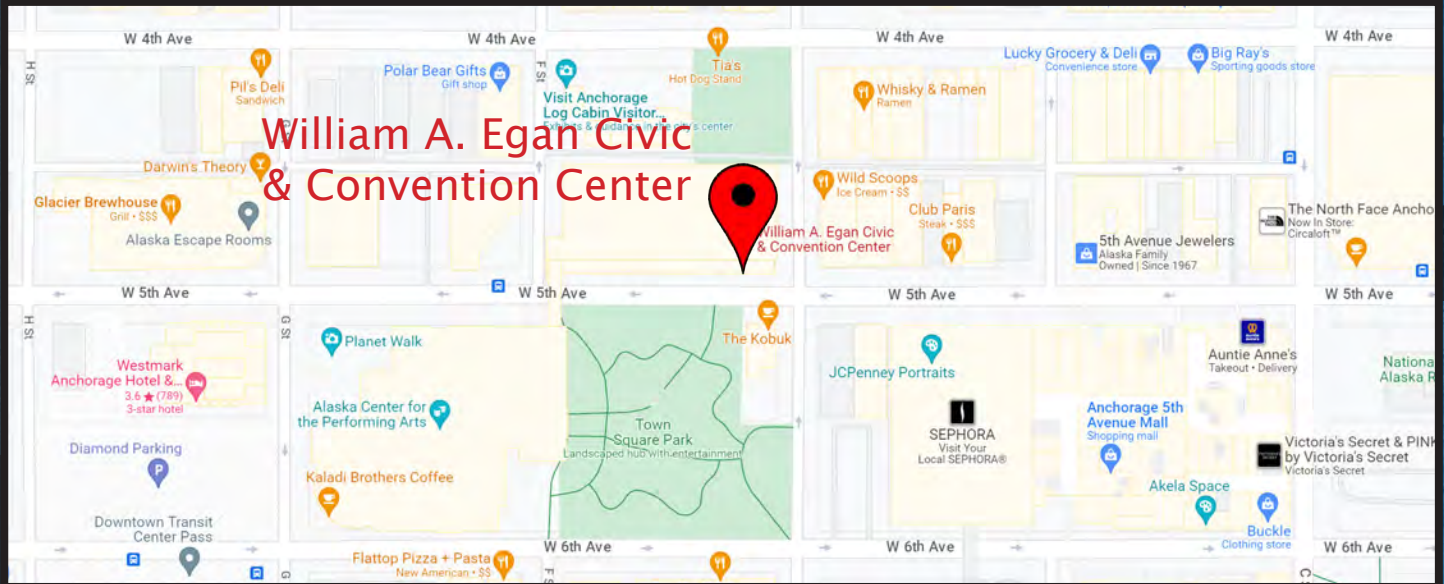 W 4th Ave
W 4th Ave
W 4th Ave
W 4th Ave
H St
F St
Pil's Deli
Sandwich
Polar Bear Gifts
Gift shop
Visit Anchorage
Log Cabin Visitor...
Exhibits & guidance in the city's center
Tia's
Hot Dog Stand
Whisky & Ramen
Ramen
Lucky Grocery & Deli
Convenience store
Big Ray's
Sporting goods store
William A. Egan Civic
& Convention Center
Darwin's Theory
Glacier Brewhouse
Grill • $$$
Alaska Escape Rooms
Wild Scoops
Ice Cream • $$
Club Paris
Steak • $$$
William A. Egan Civic
& Convention Center
5th Avenue Jewelers
Alaska Family
Owned | Since 1967
The North Face Ancho
Now In Store:
Circaloft™
W 5th Ave
W 5th Ave
W 5th Ave
W 5th Ave
H St
G St
Planet Walk
The Kobuk
JCPenney Portraits
Auntie Anne's
Takeout • Delivery
Nationa
Alaska R
Westmark
Anchorage Hotel &...
3.6 ★ (789)
3-star hotel
Alaska Center for
the Performing Arts
Town
Square Park
Landscaped hub with entertainment
SEPHORA
Visit Your
Local SEPHORA®
Anchorage 5th
Avenue Mall
Shopping mall
Victoria's Secret & PINK
by Victoria's Secret
Victoria's Secret
Diamond Parking
P
Kaladi Brothers Coffee
Akela Space
Buckle
Clothing store
Downtown Transit
Center Pass
W 6th Ave
W 6th Ave
W 6th Ave
Flattop Pizza + Pasta
New American • $$
G
F S
C